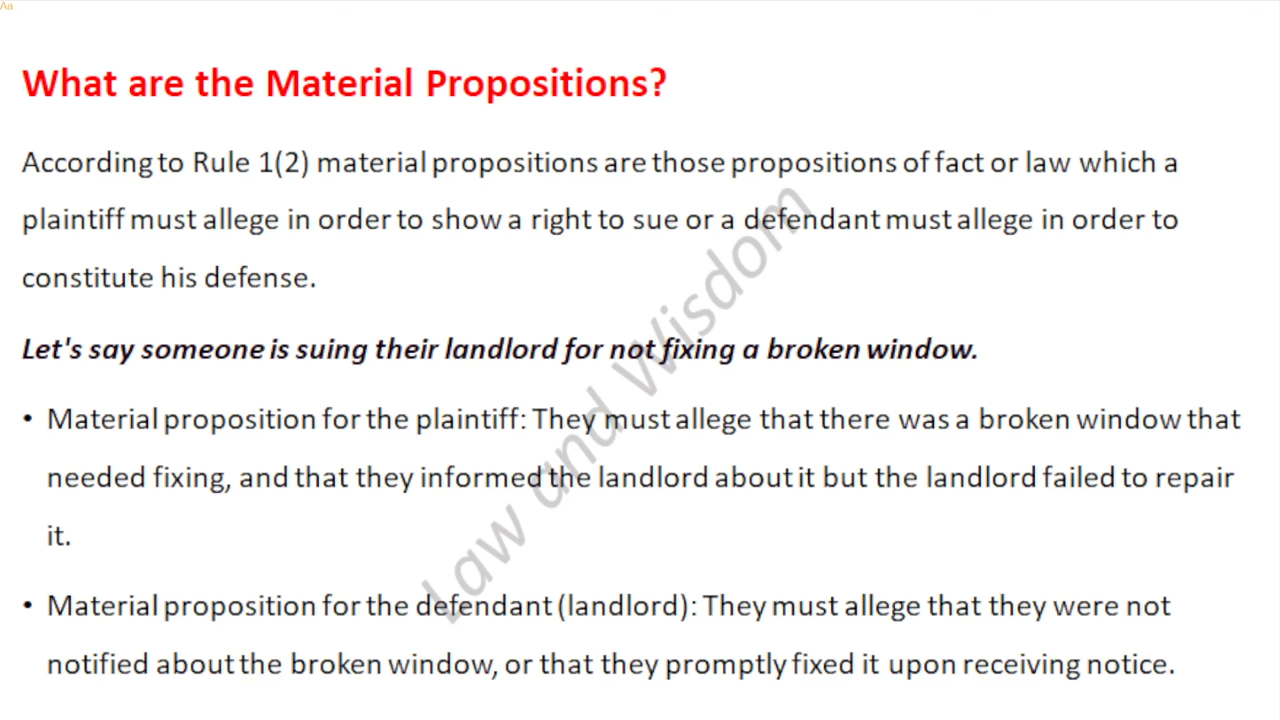 Aa
What are the Material Propositions?
According to Rule 1(2) material propositions are those propositions of fact or law which a
plaintiff must allege in order to show a right to sue or a defendant must allege in order to
constitute his defense.
Let's say someone is suing their landlord for not fixing a broken window.
• Material proposition for the plaintiff: They must allege that there was a broken window that
needed fixing, and that they informed the landlord about it but the landlord failed to repair
it.
• Material proposition for the defendant (landlord): They must allege that they were not
notified about the broken window, or that they promptly fixed it upon receiving notice.
Law and Wisdom